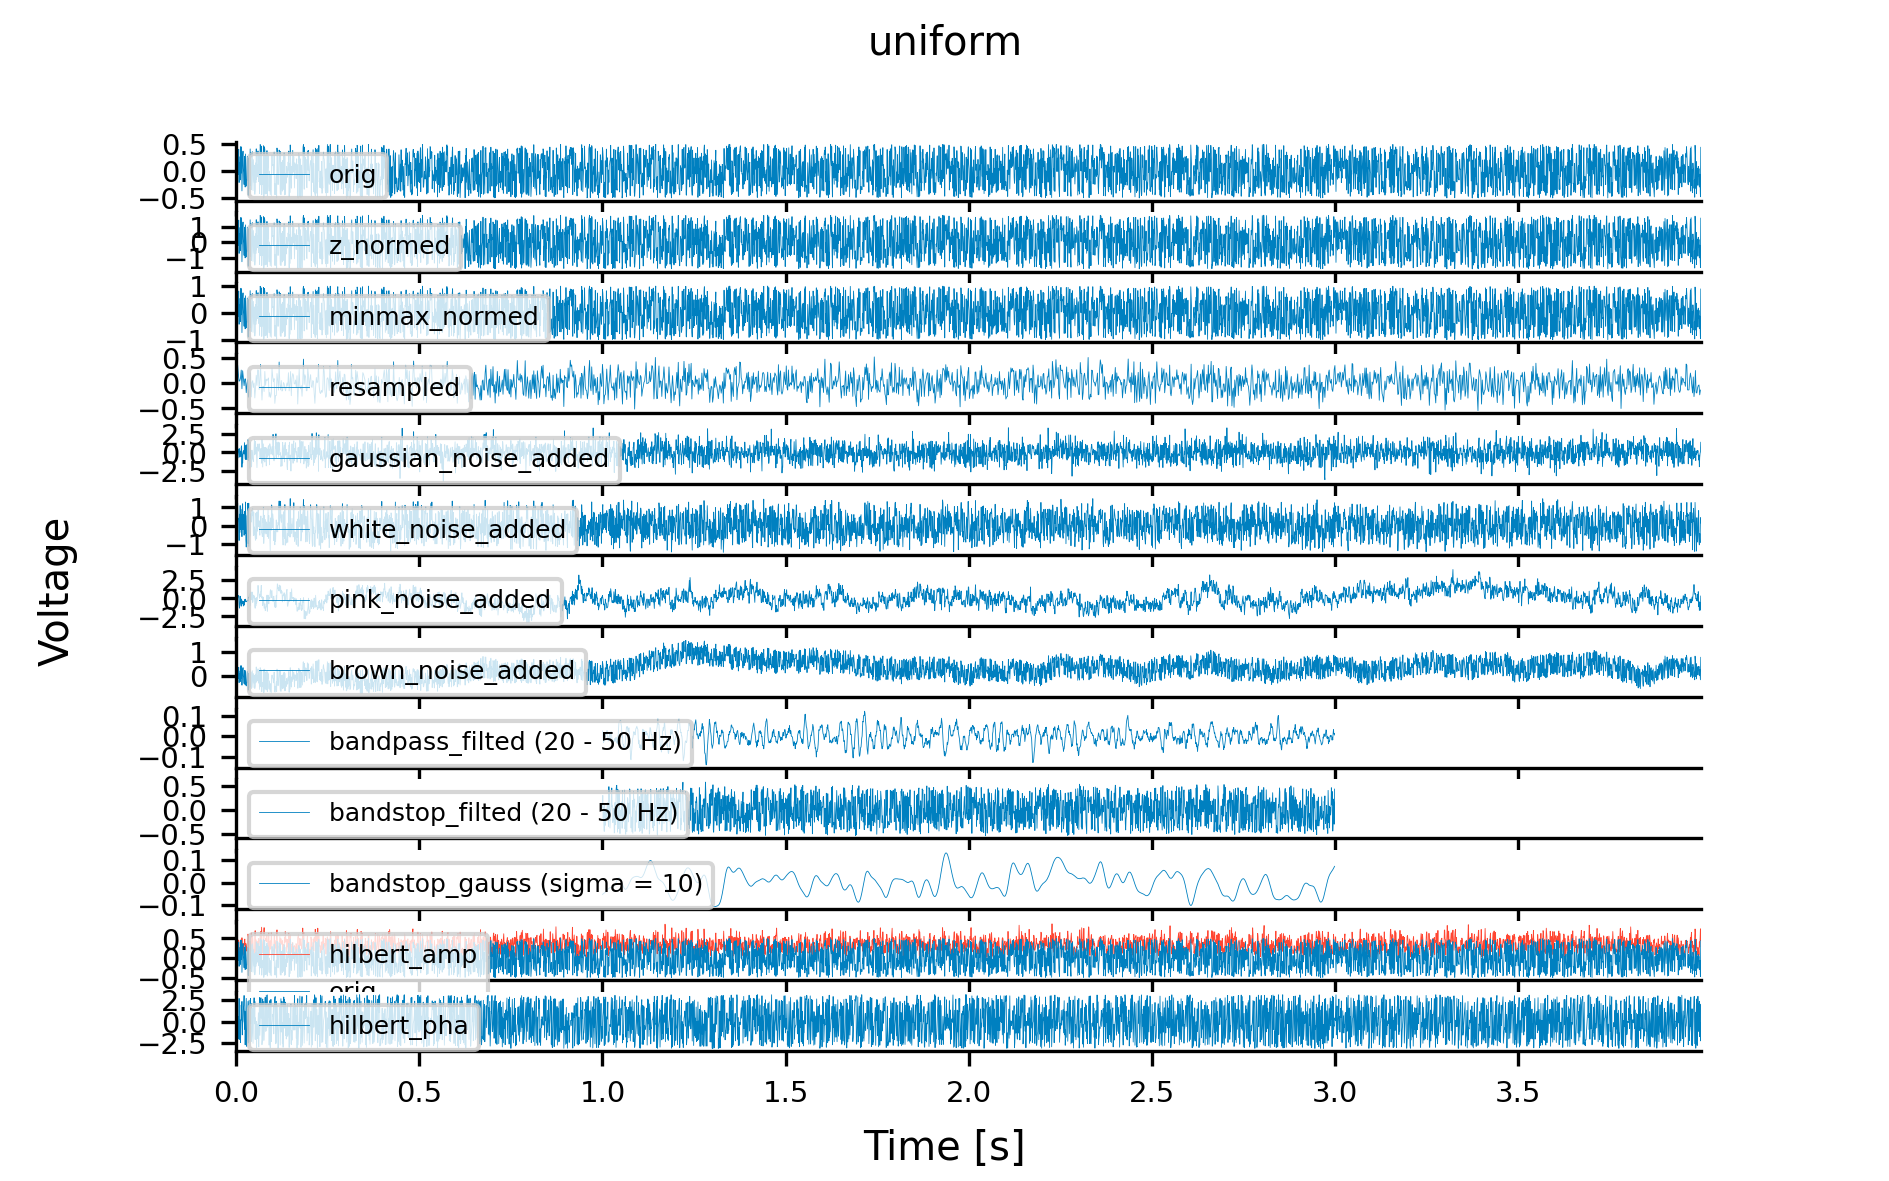 uniform
0.5
0.0
−0.5
orig
1
0
−1
z_normed
1
0
−1
minmax_normed
0.5
0.0
−0.5
resampled
2.5
0.0
−2.5
gaussian_noise_added
1
0
−1
white_noise_added
2.5
0.0
−2.5
pink_noise_added
1
0
brown_noise_added
0.1
0.0
−0.1
bandpass_filted (20 - 50 Hz)
0.5
0.0
−0.5
bandstop_filted (20 - 50 Hz)
0.1
0.0
−0.1
bandstop_gauss (sigma = 10)
0.5
0.0
−0.5
hilbert_amp
orig
2.5
0.0
−2.5
hilbert_pha
0.0 0.5 1.0 1.5 2.0 2.5 3.0 3.5
Time [s]
Voltage